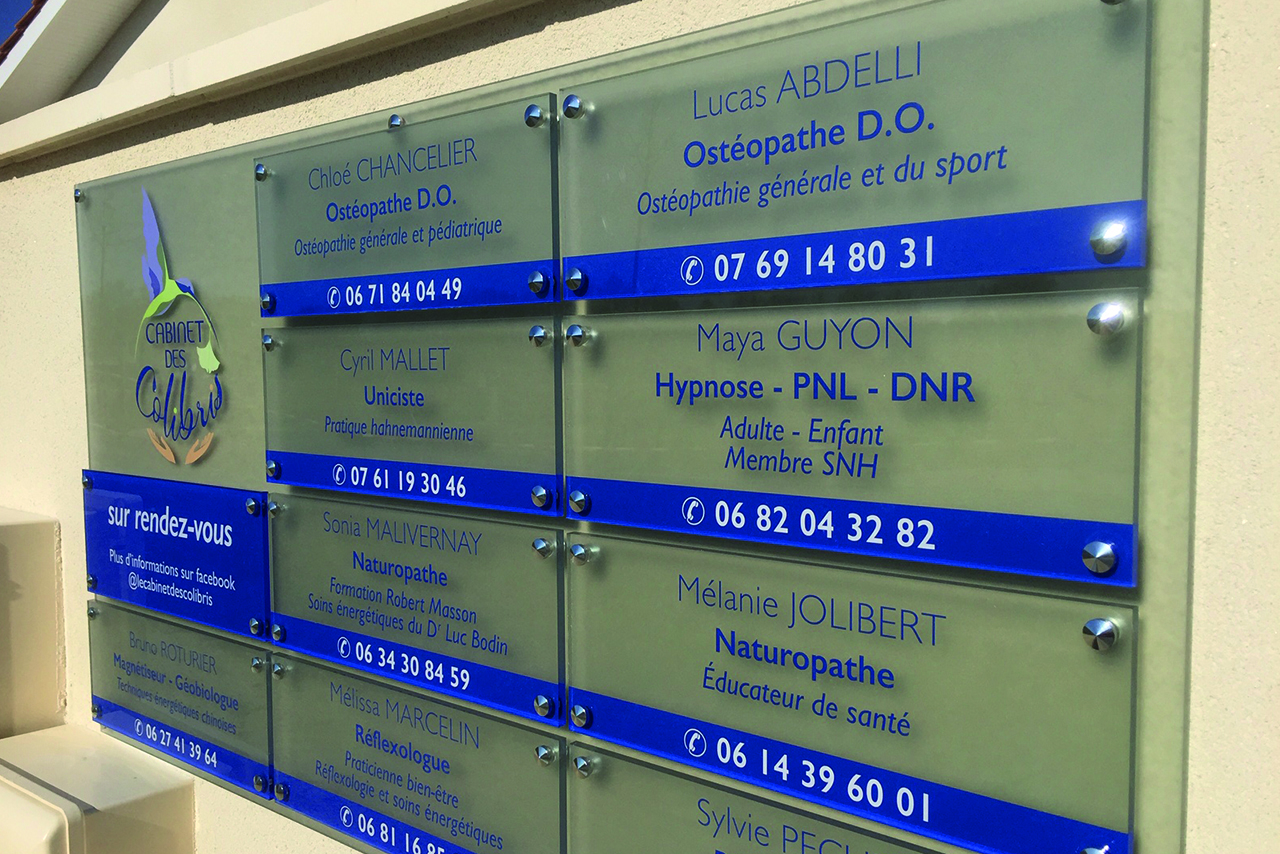 CABINET
DES
Colibris
sur rendez-vous
Plus d'informations sur facebook
@lecabinetdescolibris
Bruno ROTURIER
Magnétiseur - Géobiologue
Techniques énergétiques chinoises
✆ 06 27 41 39 64
Chloé CHANCELIER
Ostéopathe D.O.
Ostéopathie générale et pédiatrique
✆ 06 71 84 04 49
Cyril MALLET
Uniciste
Pratique hahnemannienne
✆ 07 61 19 30 46
Sonia MALIVERNAY
Naturopathe
Formation Robert Masson
Soins énergétiques du Dr Luc Bodin
✆ 06 34 30 84 59
Mélissa MARCELIN
Réflexologue
Praticienne bien-être
Réflexologie et soins énergétiques
✆ 06 81 16
Lucas ABDELLI
Ostéopathe D.O.
Ostéopathie générale et du sport
✆ 07 69 14 80 31
Maya GUYON
Hypnose - PNL - DNR
Adulte - Enfant
Membre SNH
✆ 06 82 04 32 82
Mélanie JOLIBERT
Naturopathe
Éducateur de santé
✆ 06 14 39 60 01
Sylvie